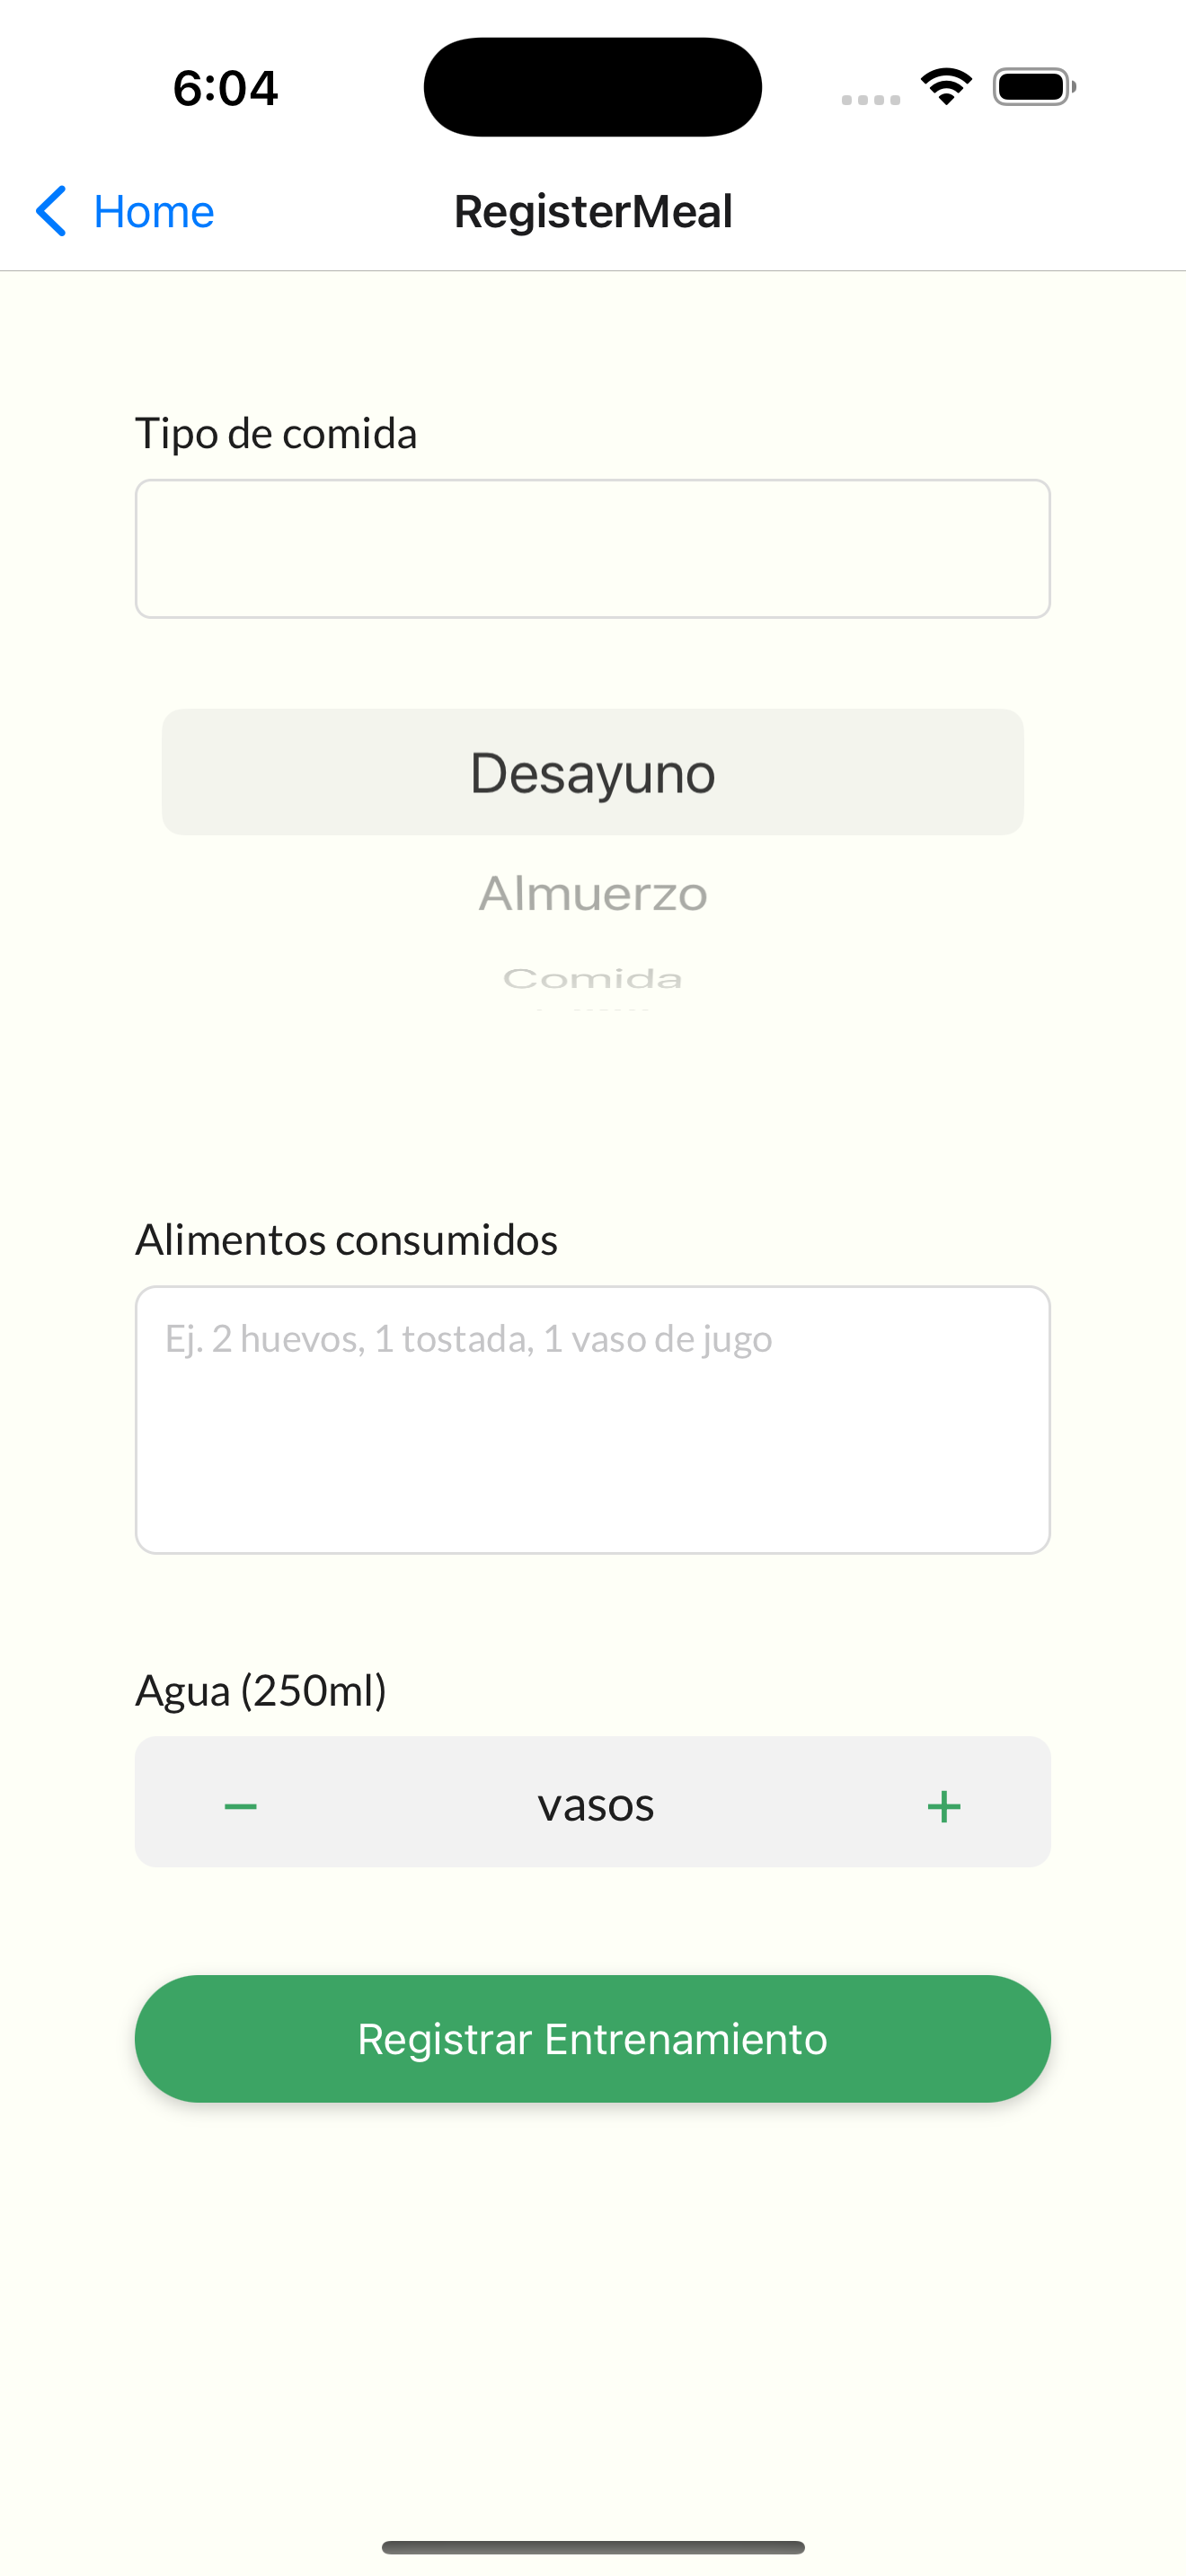 6:04
Home RegisterMeal
Tipo de comida
Desayuno
Almuerzo
Comida
Alimentos consumidos
Ej. 2 huevos, 1 tostada, 1 vaso de jugo
Agua (250ml)
− vasos +
Registrar Entrenamiento